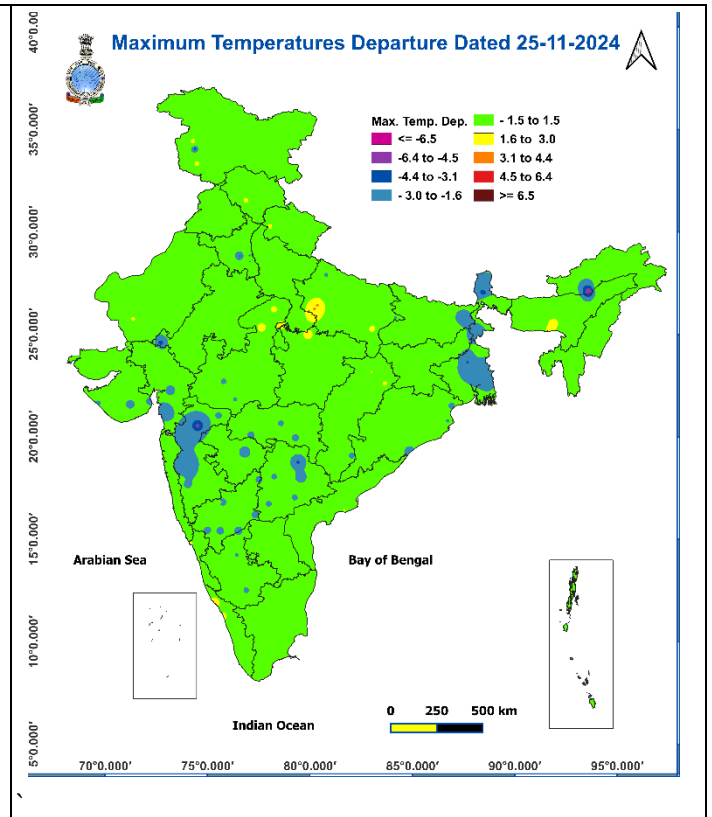 Maximum Temperatures Departure Dated 25-11-2024
Max. Temp. Dep.
<= -6.5
-6.4 to -4.5
-4.4 to -3.1
- 3.0 to -1.6
- 1.5 to 1.5
1.6 to 3.0
3.1 to 4.4
4.5 to 6.4
>= 6.5
40°0.000'
35°0.000'
30°0.000'
25°0.000'
20°0.000'
15°0.000'
10°0.000'
5°0.000'
Arabian Sea
Bay of Bengal
Indian Ocean
0 250 500 km
70°0.000' 75°0.000' 80°0.000' 85°0.000' 90°0.000' 95°0.000'
`